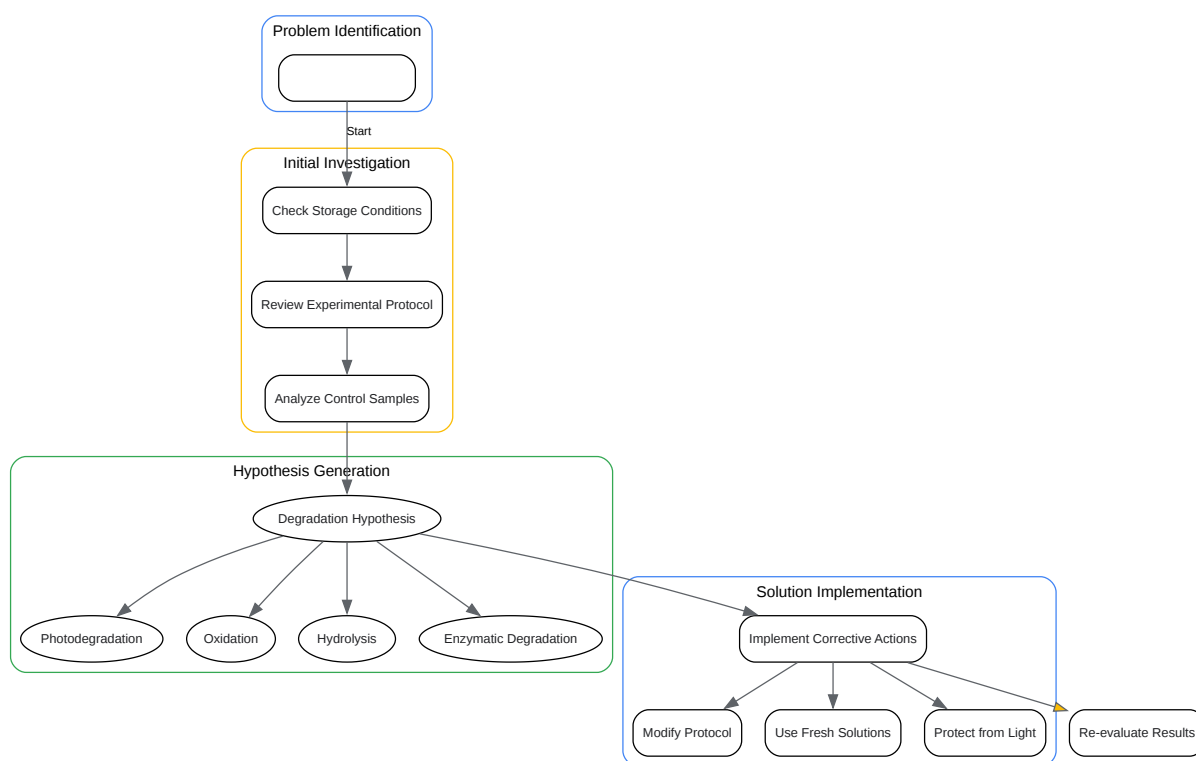 Problem Identification
Start
Initial Investigation
Check Storage Conditions
Review Experimental Protocol
Analyze Control Samples
Hypothesis Generation
Degradation Hypothesis
Photodegradation
Oxidation
Hydrolysis
Enzymatic Degradation
Solution Implementation
Implement Corrective Actions
Modify Protocol
Use Fresh Solutions
Protect from Light
Re-evaluate Results